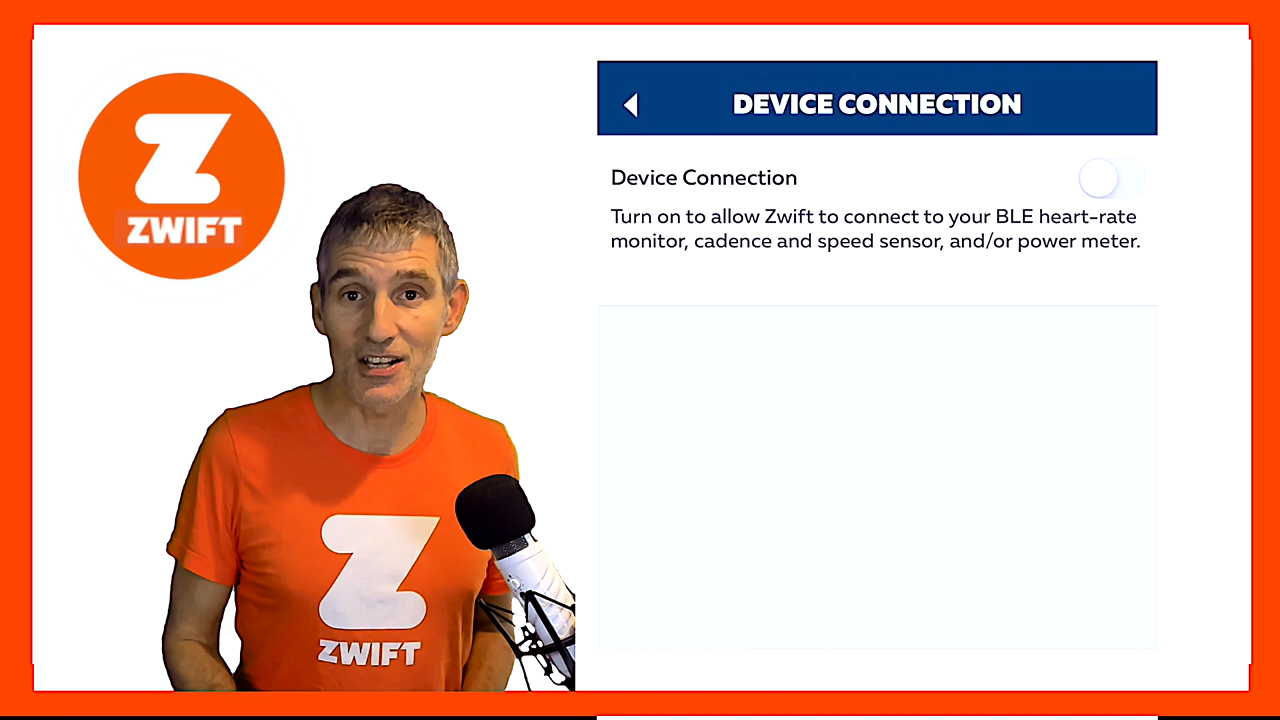 ZWIFT
DEVICE CONNECTION
Device Connection
Turn on to allow Zwift to connect to your BLE heart-rate
monitor, cadence and speed sensor, and/or power meter.
ZWIFT